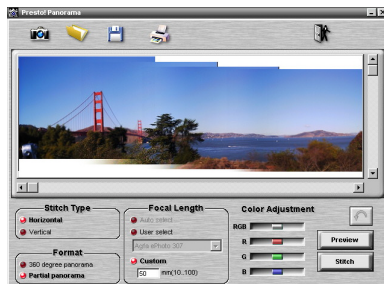 Presto! Panorama
Stitch Type
Horizontal
Vertical
Format
360 degree panorama
Partial panorama
Focal Length
Auto select
User select
Agfa ePhoto 307
Custom
50 mm(10..100)
Color Adjustment
RGB
R
G
B
Preview
Stitch